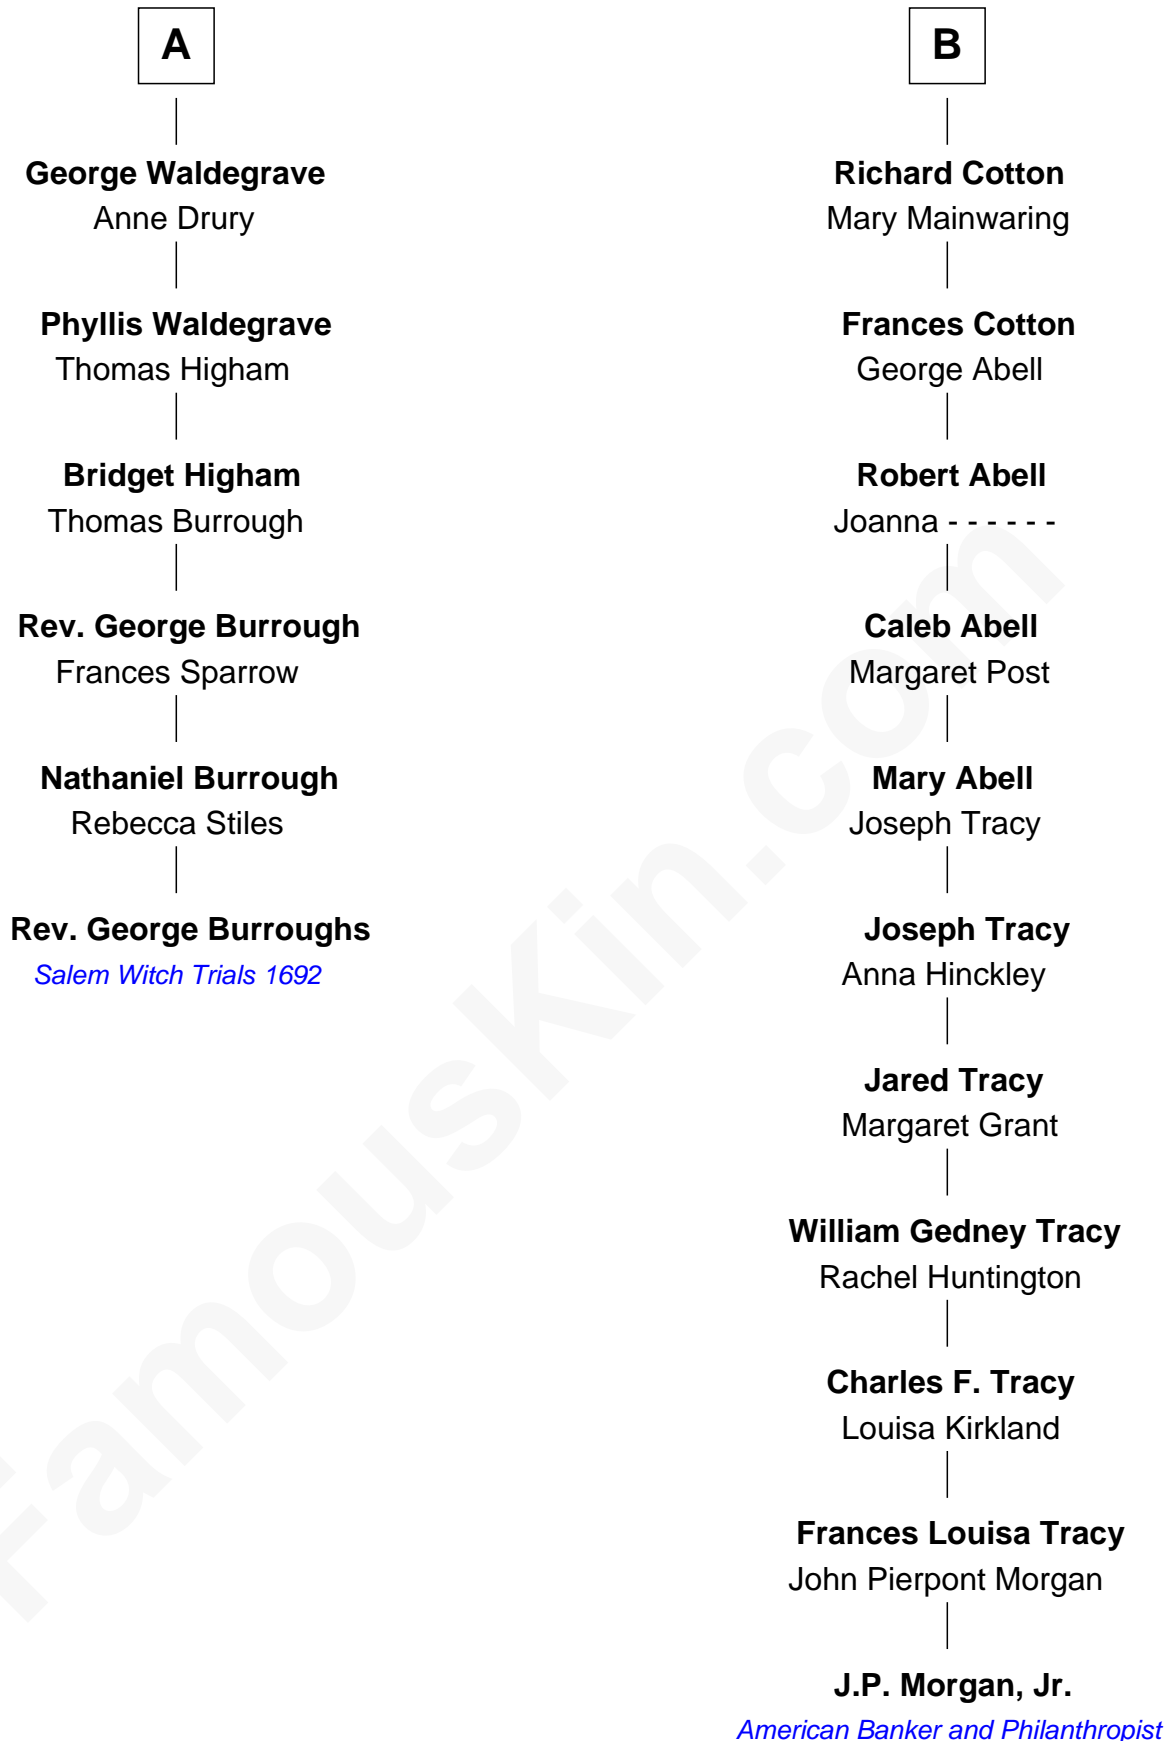 A
George Waldegrave
Anne Drury
Phyllis Waldegrave
Thomas Higham
Bridget Higham
Thomas Burrough
Rev. George Burrough
Frances Sparrow
Nathaniel Burrough
Rebecca Stiles
Rev. George Burroughs
Salem Witch Trials 1692
B
Richard Cotton
Mary Mainwaring
Frances Cotton
George Abell
Robert Abell
Joanna - - - - - -
Caleb Abell
Margaret Post
Mary Abell
Joseph Tracy
Joseph Tracy
Anna Hinckley
Jared Tracy
Margaret Grant
William Gedney Tracy
Rachel Huntington
Charles F. Tracy
Louisa Kirkland
Frances Louisa Tracy
John Pierpont Morgan
J.P. Morgan, Jr.
American Banker and Philanthropist
FamousKin.com